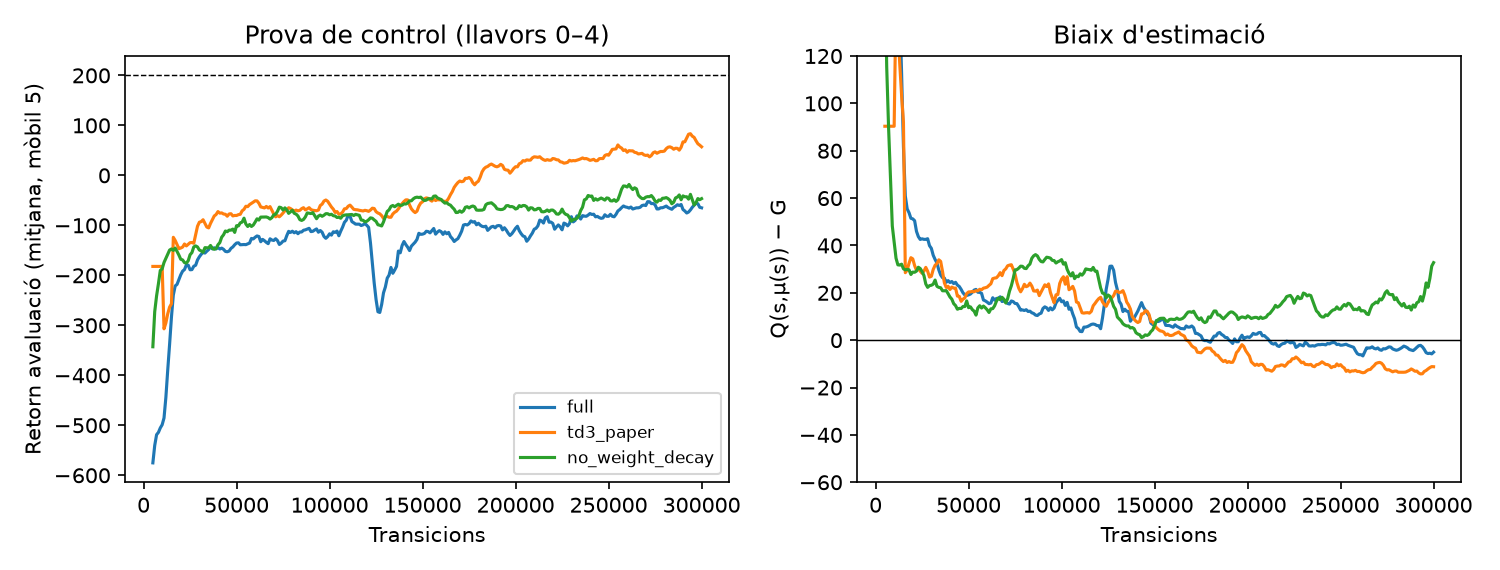 Prova de control (llavors 0–4)
Retorn avaluació (mitjana, mòbil 5)
200
100
0
−100
−200
−300
−400
−500
−600
full
td3_paper
no_weight_decay
0 50000 100000 150000 200000 250000 300000
Transicions
Biaix d'estimació
Q(s,μ(s)) − G
120
100
80
60
40
20
0
−20
−40
−60
0 50000 100000 150000 200000 250000 300000
Transicions